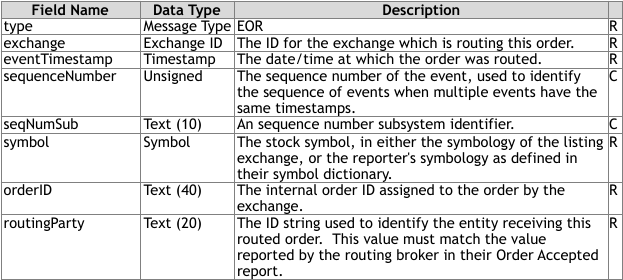 Field Name Data Type Description
type Message Type EOR R
exchange Exchange ID The ID for the exchange which is routing this order. R
eventTimestamp Timestamp The date/time at which the order was routed. R
sequenceNumber Unsigned The sequence number of the event, used to identify C
the sequence of events when multiple events have the
same timestamps.
seqNumSub Text (10) An sequence number subsystem identifier. C
symbol Symbol The stock symbol, in either the symbology of the listing R
exchange, or the reporter's symbology as defined in
their symbol dictionary.
orderID Text (40) The internal order ID assigned to the order by the R
exchange.
routingParty Text (20) The ID string used to identify the entity receiving this R
routed order. This value must match the value
reported by the routing broker in their Order Accepted
report.